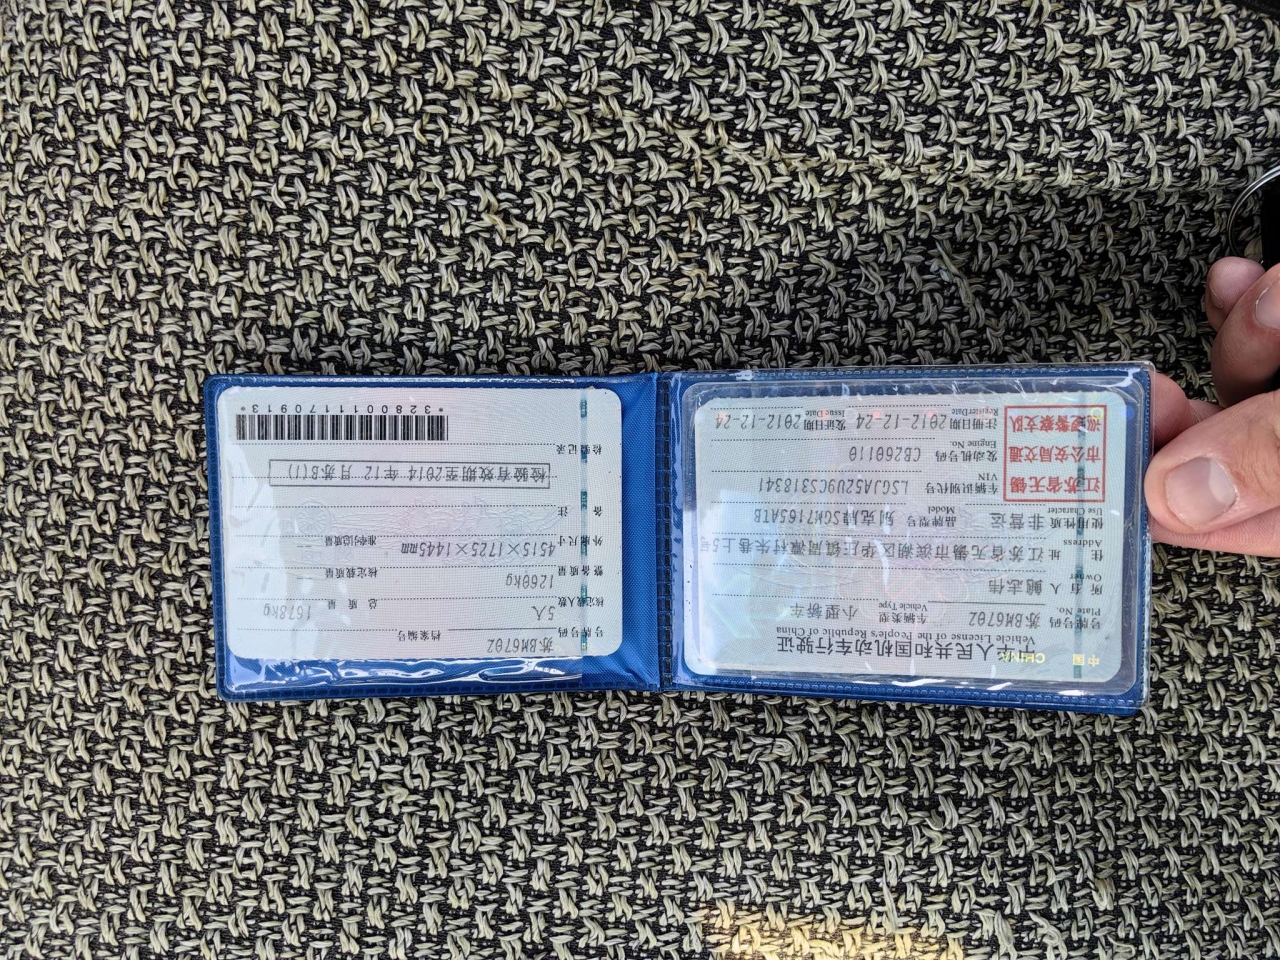 中国 CHINA
中华人民共和国机动车行驶证
Vehicle License of the People's Republic of China
号牌号码 苏BM670Z 车辆类型 小型轿车
Plate No. Vehicle Type
所有人 鲍志伟
Owner
住址 江苏省无锡市滨湖区华庄镇周潭村朱巷上5号
Address
使用性质 非营运 品牌型号 别克牌SGM7165ATB
Use Character Model
江苏省无锡
市公安局交通
巡警察支队
车辆识别代号 LSGJA52U9CS318341
VIN
发动机号码 CB260110
Engine No.
注册日期 2012-12-24 发证日期 2012-12-24
Register Date Issue Date
号牌号码 苏BM670Z 档案编号
核定载人数 5人 总质量 1678kg
整备质量 1260kg 核定载质量 --
外廓尺寸 4515×1725×1445mm 准牵引总质量 --
备注
检验有效期至2014年12月苏B(1)
检验记录
*3280011170913*